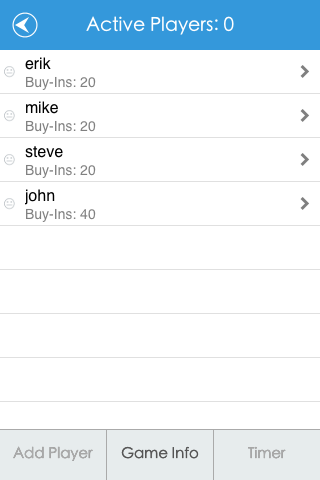 Active Players: 0
erik
Buy-Ins: 20
mike
Buy-Ins: 20
steve
Buy-Ins: 20
john
Buy-Ins: 40
Add Player
Game Info
Timer